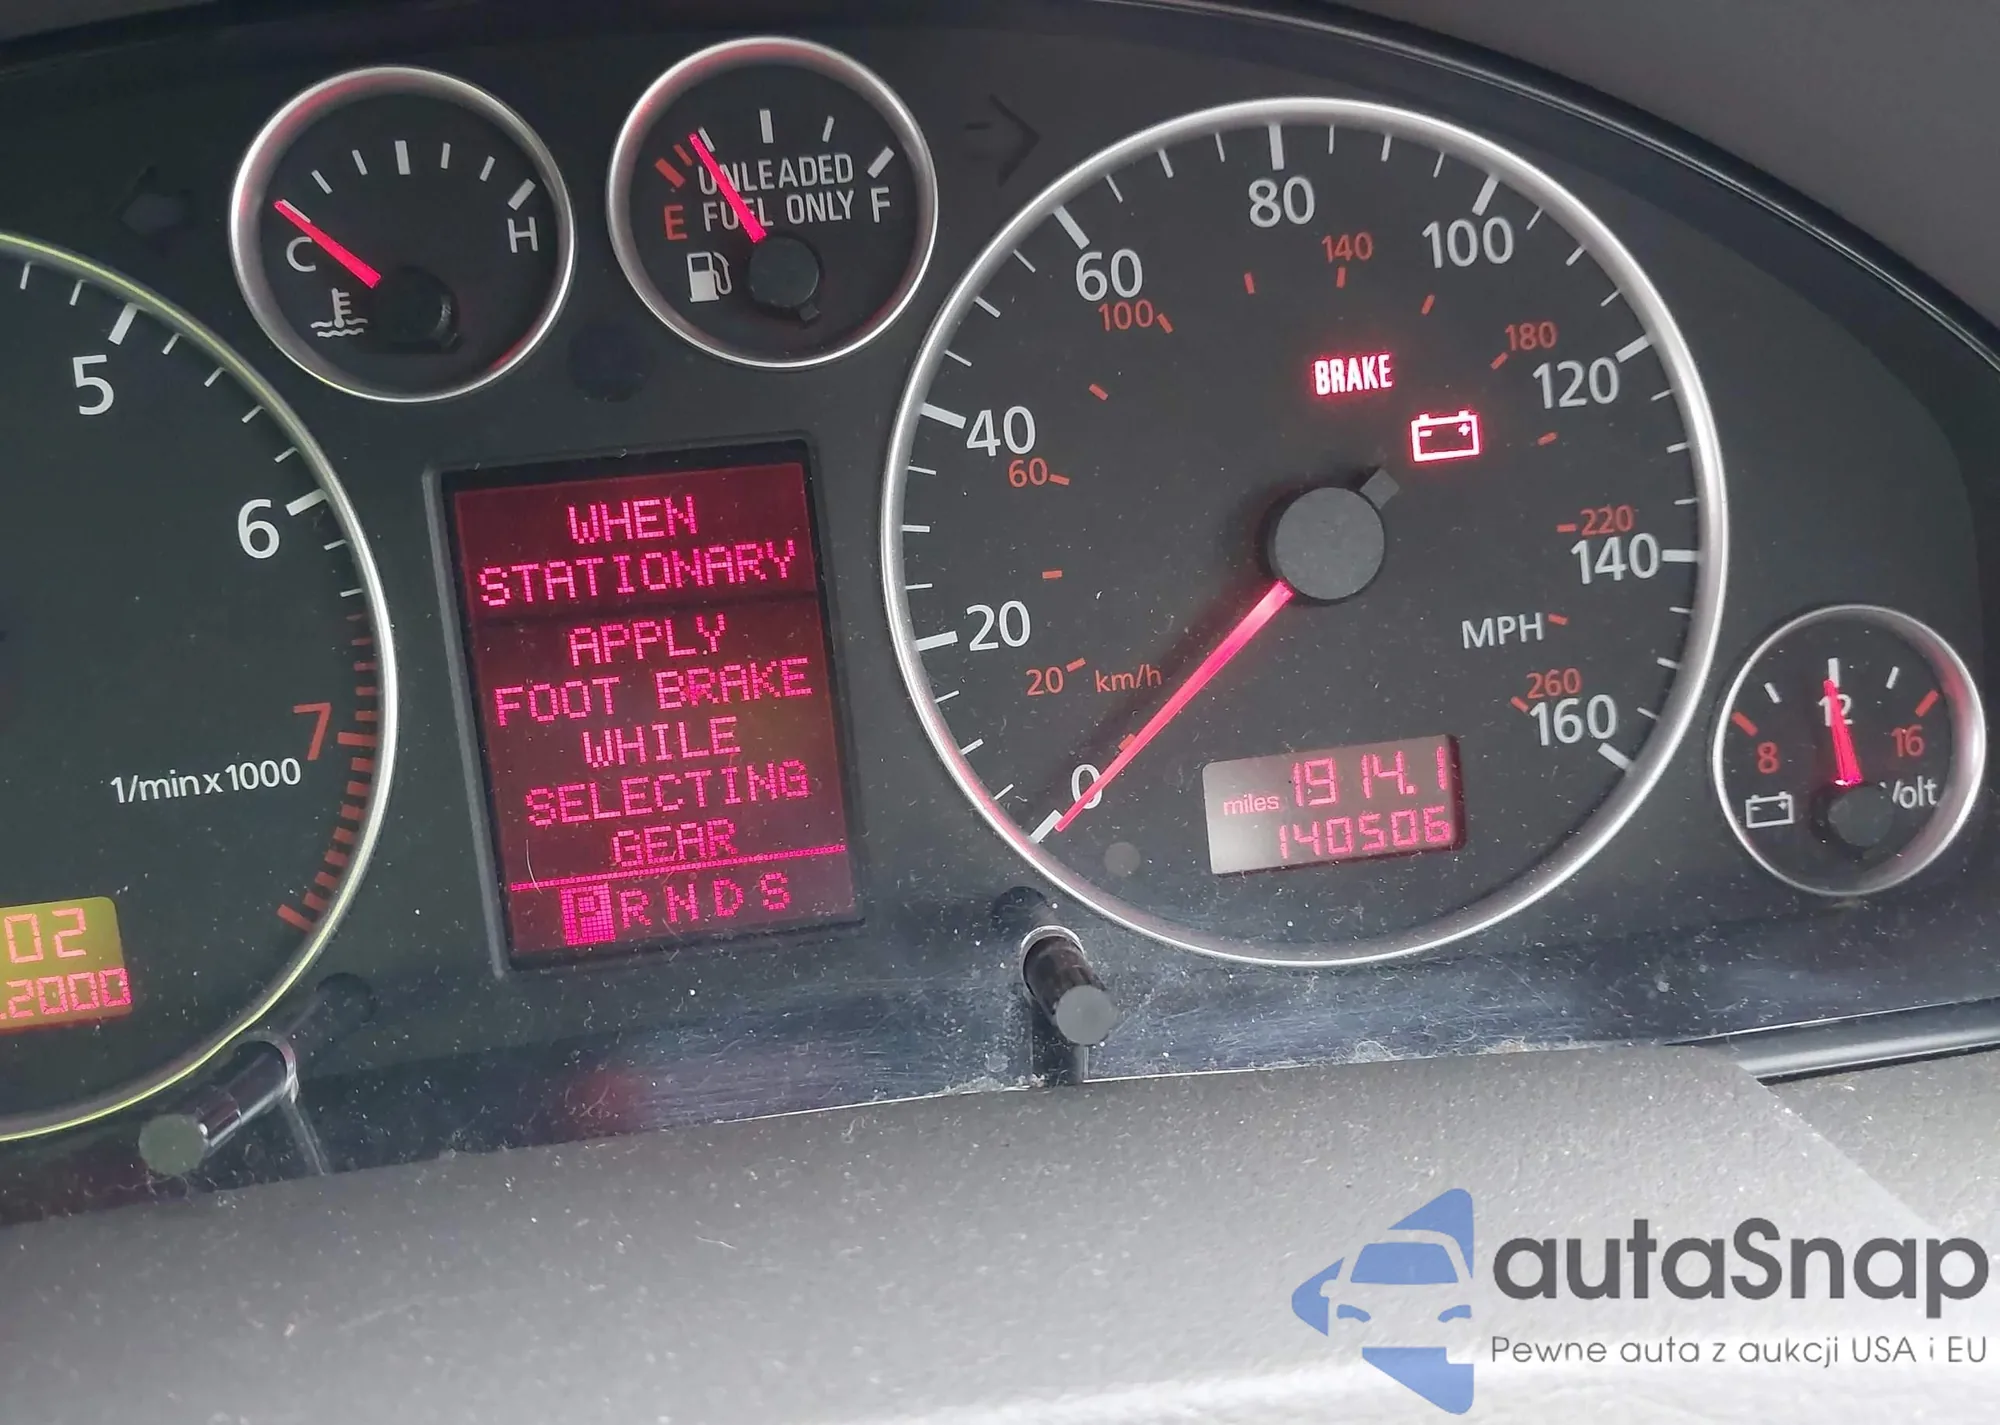 C
H
UNLEADED
FUEL ONLY
E
F
5
6
7
1/min x 1000
02
.2000
WHEN
STATIONARY
APPLY
FOOT BRAKE
WHILE
SELECTING
GEAR
P R N D S
0
20
40
60
80
100
120
140
160
20
km/h
60
100
140
180
220
260
MPH
BRAKE
miles 1914.1
140506
8
12
16
Volt
autaSnap
Pewne auta z aukcji USA i EU